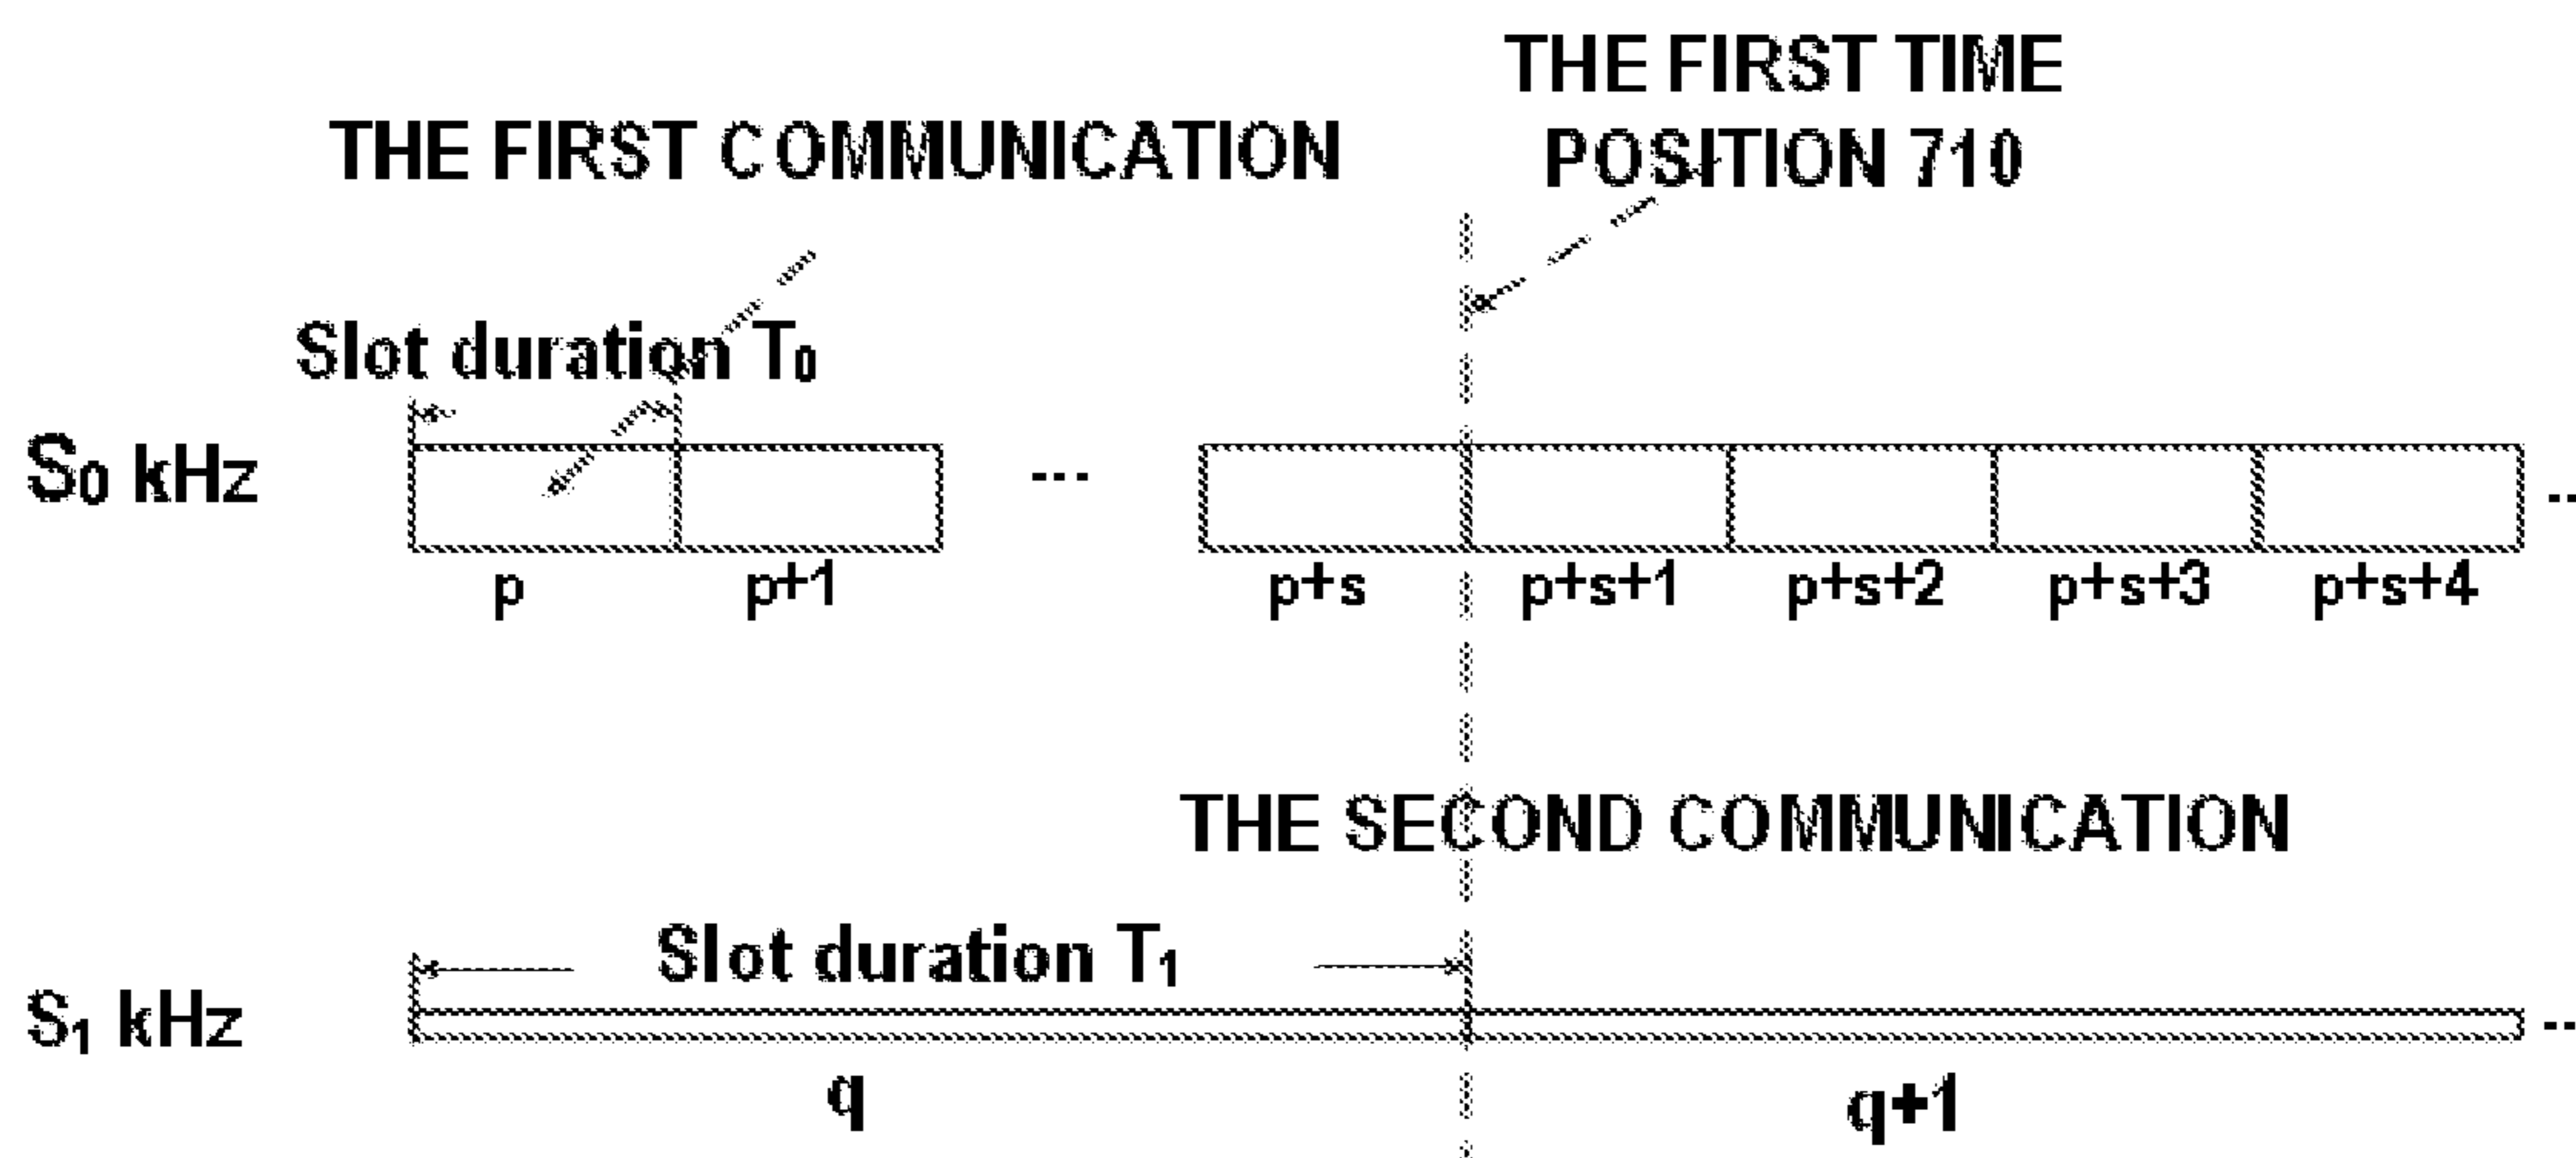 THE FIRST TIME
POSITION 710
THE FIRST COMMUNICATION
Slot duration T₀
S₀ kHz
...
..
p
p+1
p+s
p+s+1
p+s+2
p+s+3
p+s+4
THE SECOND COMMUNICATION
Slot duration T₁
S₁ kHz
..
q
q+1